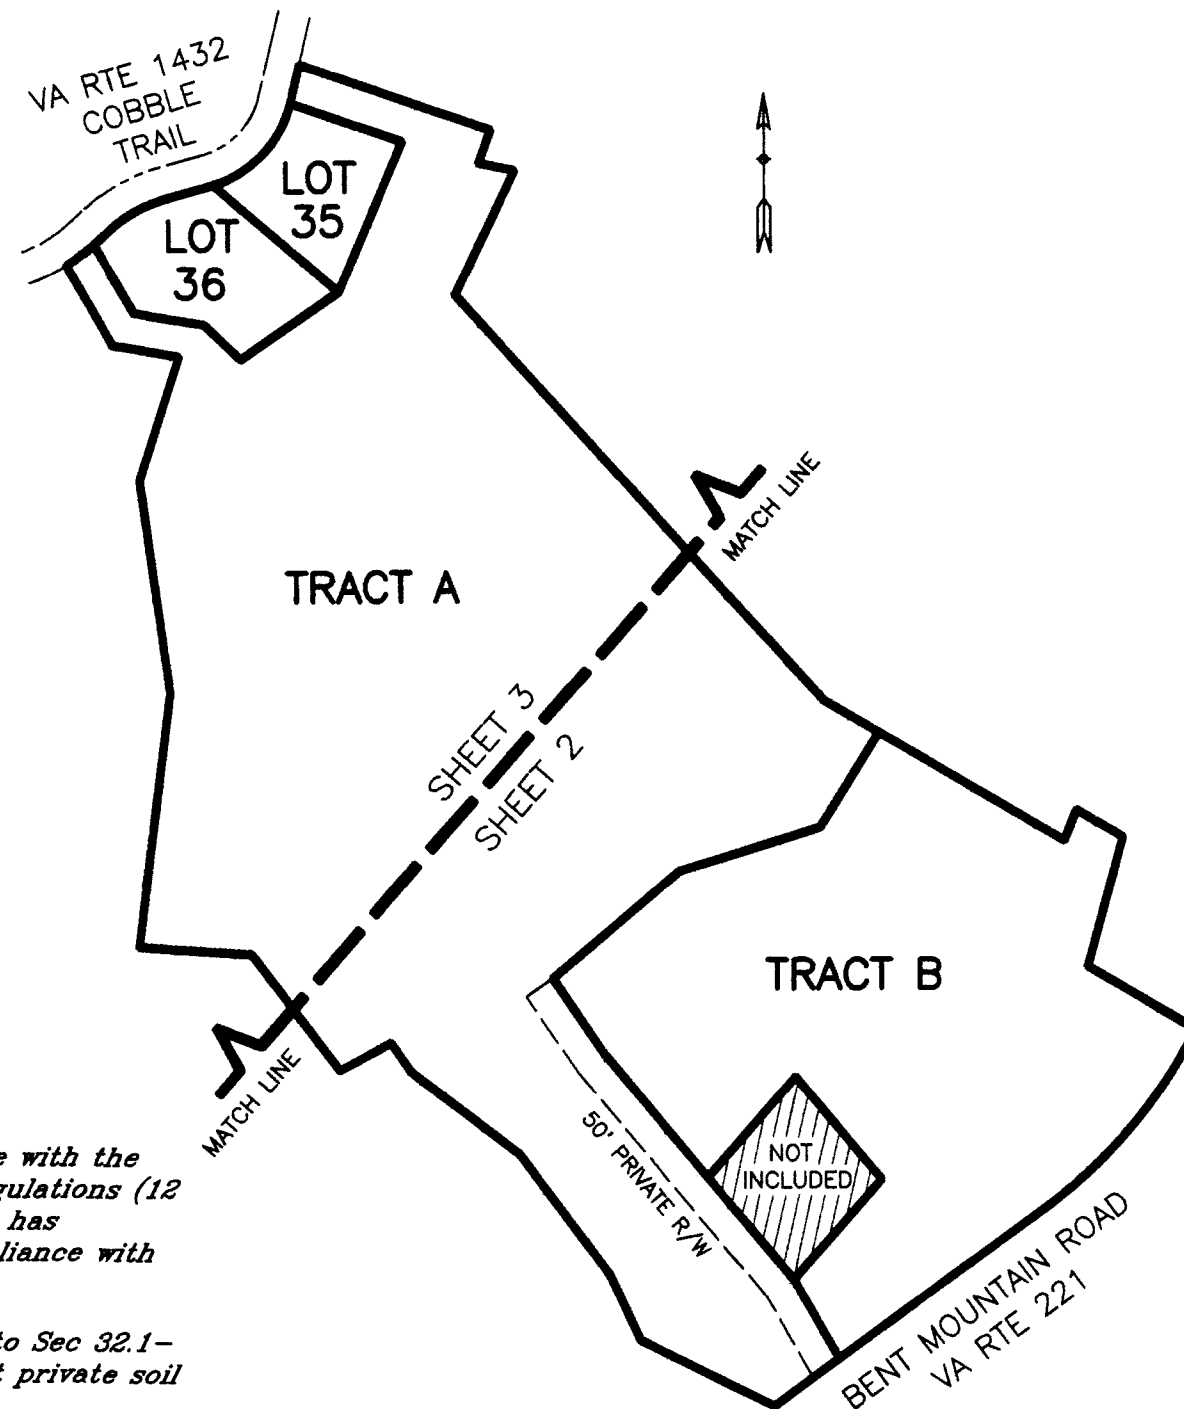 VA RTE 1432
COBBLE
TRAIL
LOT
35
LOT
36
MATCH LINE
TRACT A
SHEET 3
SHEET 2
TRACT B
MATCH LINE
50' PRIVATE R/W
NOT
INCLUDED
BENT MOUNTAIN ROAD
VA RTE 221
with the
gulations (12
has
liance with
to Sec 32.1-
private soil